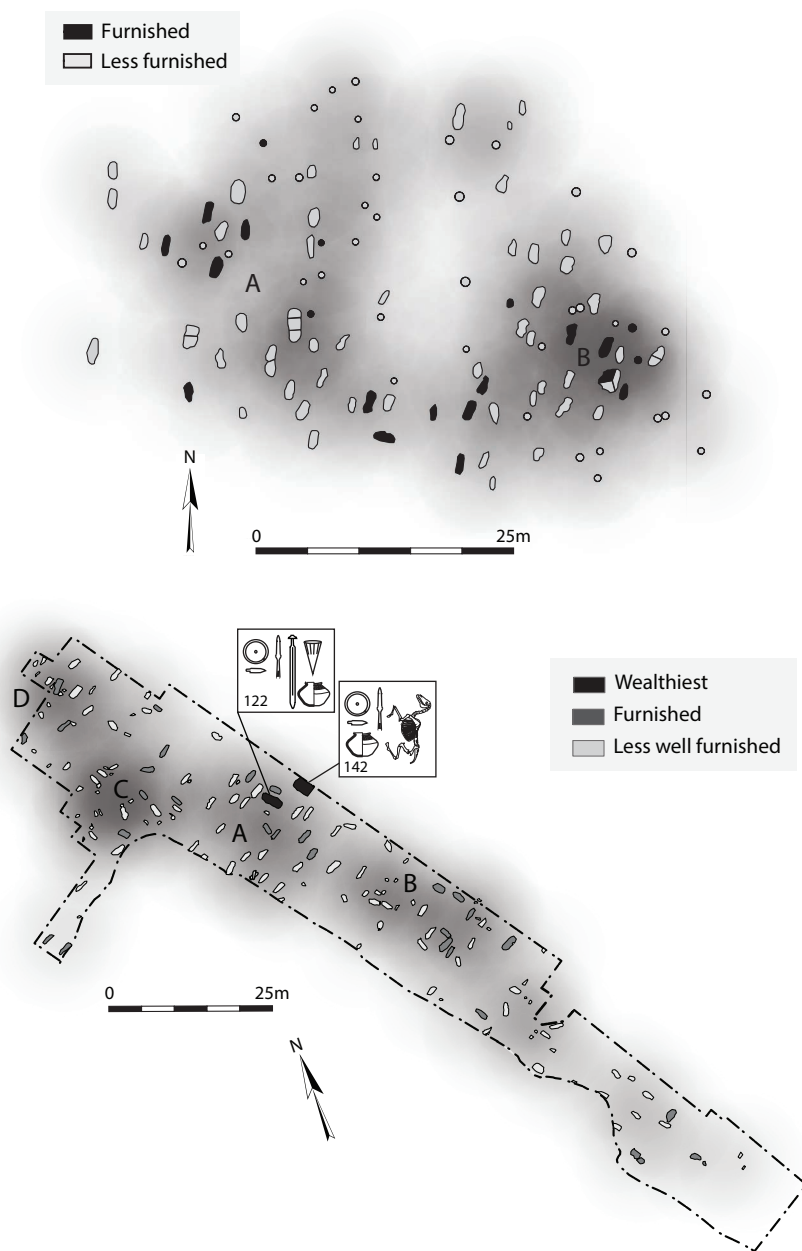 Furnished
Less furnished
A
B
N
0 25m
Wealthiest
Furnished
Less well furnished
122
142
D
C
A
B
0 25m
N